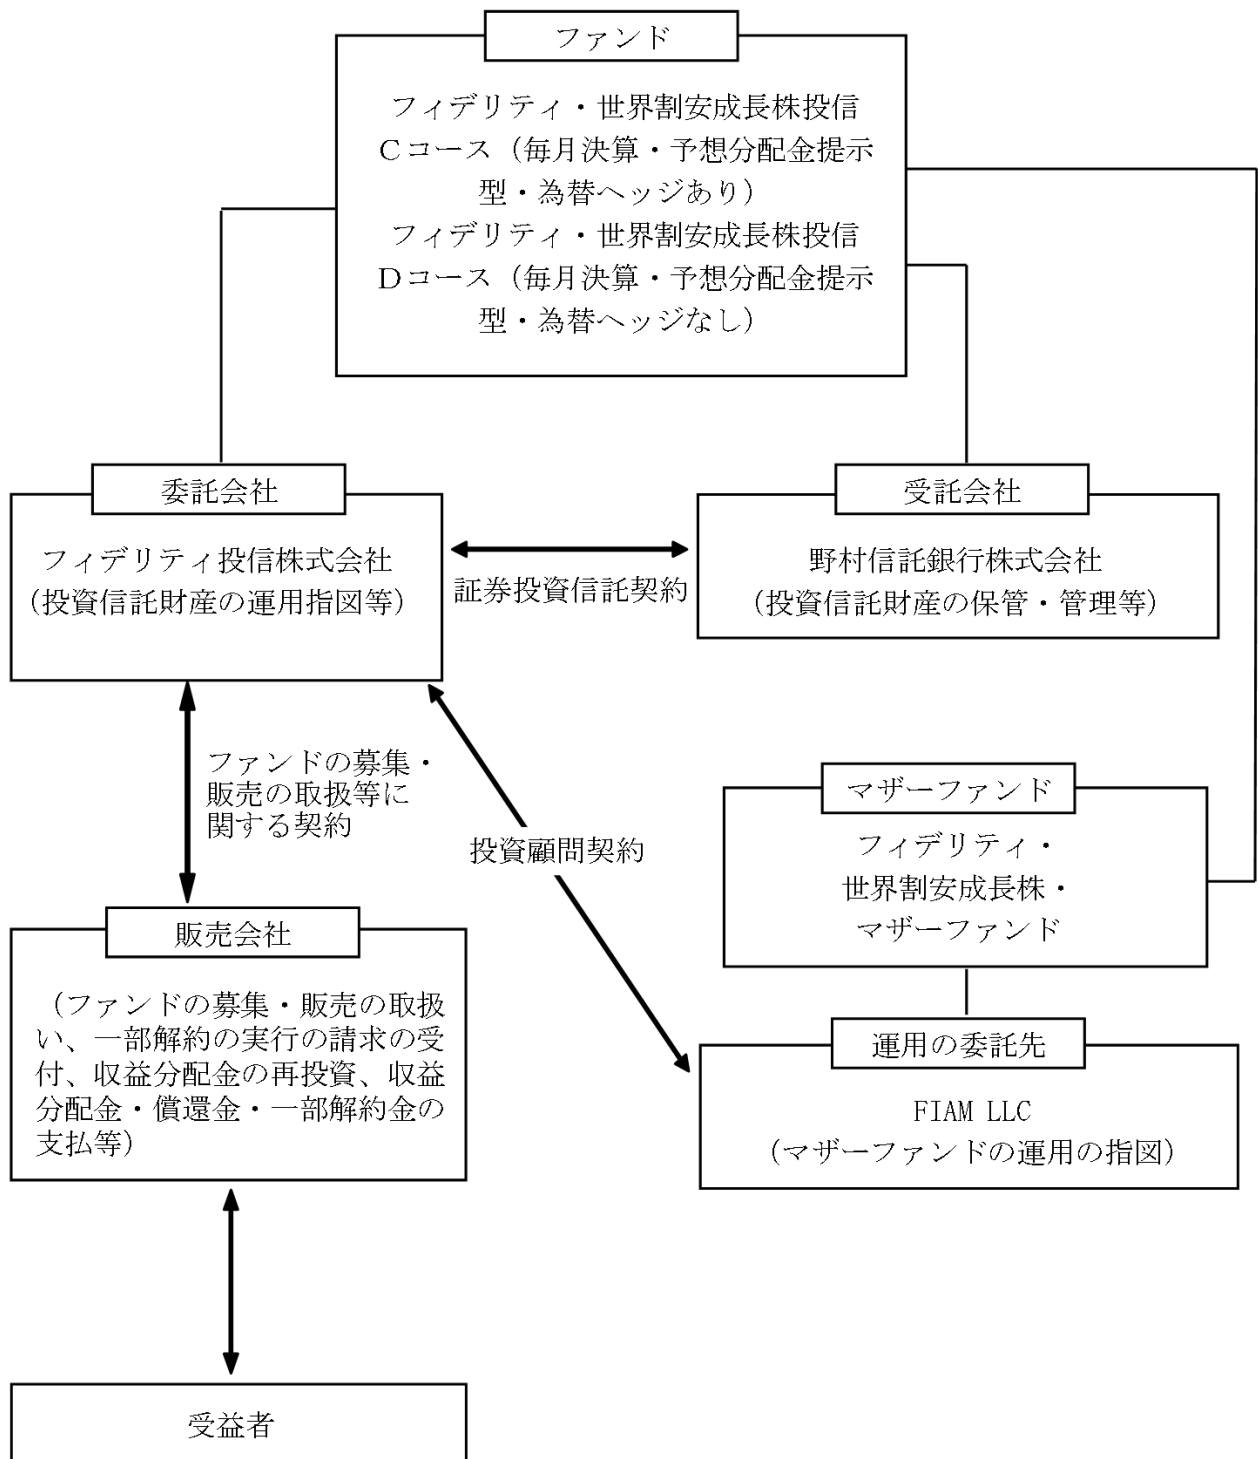 ファンド
フィデリティ・世界割安成長株投信
Ｃコース（毎月決算・予想分配金提示
型・為替ヘッジあり）
フィデリティ・世界割安成長株投信
Ｄコース（毎月決算・予想分配金提示
型・為替ヘッジなし）
委託会社
フィデリティ投信株式会社
（投資信託財産の運用指図等）
証券投資信託契約
受託会社
野村信託銀行株式会社
（投資信託財産の保管・管理等）
ファンドの募集・
販売の取扱等に
関する契約
投資顧問契約
マザーファンド
フィデリティ・
世界割安成長株・
マザーファンド
販売会社
（ファンドの募集・販売の取扱
い、一部解約の実行の請求の受
付、収益分配金の再投資、収益
分配金・償還金・一部解約金の
支払等）
運用の委託先
FIAM LLC
（マザーファンドの運用の指図）
受益者